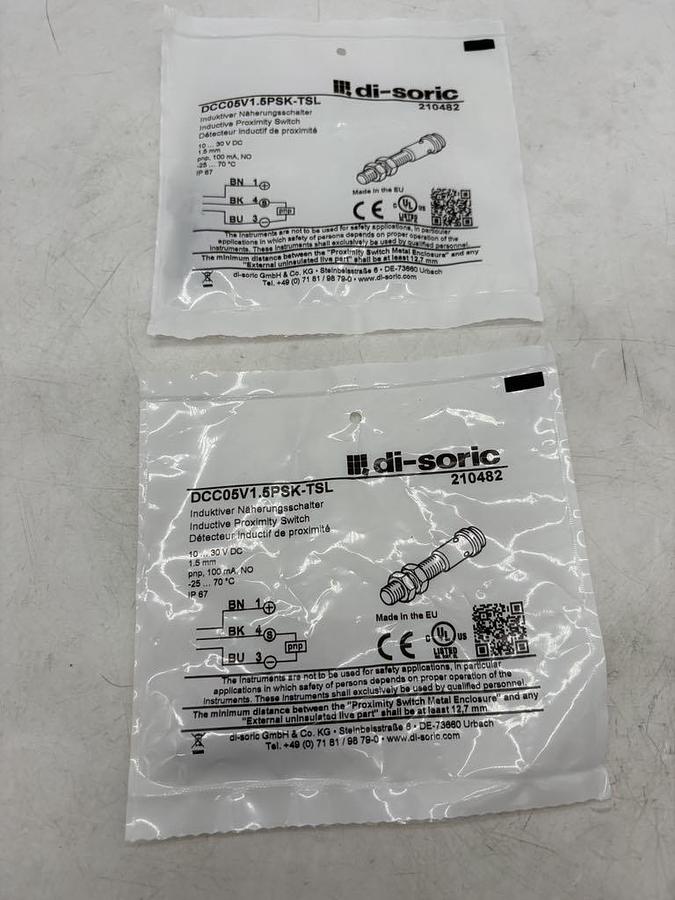 di-soric
DCC05V1.5PSK-TSL
210482
Induktiver Näherungsschalter
Inductive Proximity Switch
Détecteur inductif de proximité
10 ... 30 V DC
1.5 mm
pnp, 100 mA, NO
-25 ... 70 °C
IP 67
BN 1
BK 4 S
pnp
BU 3
Made in the EU
CE
C UL US
LISTED
The instruments are not to be used for safety applications, in particular
applications in which safety of persons depends on proper operation of the
instruments. These instruments shall exclusively be used by qualified personnel.
The minimum distance between the "Proximity Switch Metal Enclosure" and any
"External uninsulated live part" shall be at least 12,7 mm
di-soric GmbH & Co. KG • Steinbeisstraße 6 • DE-73660 Urbach
Tel. +49 (0) 71 81 / 98 79-0 • www.di-soric.com
di-soric
DCC05V1.5PSK-TSL
210482
Induktiver Näherungsschalter
Inductive Proximity Switch
Détecteur inductif de proximité
10 ... 30 V DC
1.5 mm
pnp, 100 mA, NO
-25 ... 70 °C
IP 67
BN 1
BK 4 S
pnp
BU 3
Made in the EU
CE
C UL US
LISTED
The instruments are not to be used for safety applications, in particular
applications in which safety of persons depends on proper operation of the
instruments. These instruments shall exclusively be used by qualified personnel
The minimum distance between the "Proximity Switch Metal Enclosure" and any
"External uninsulated live part" shall be at least 12,7 mm
di-soric GmbH & Co. KG • Steinbeisstraße 6 • DE-73660 Urbach
Tel. +49 (0) 71 81 / 98 79-0 • www.di-soric.com